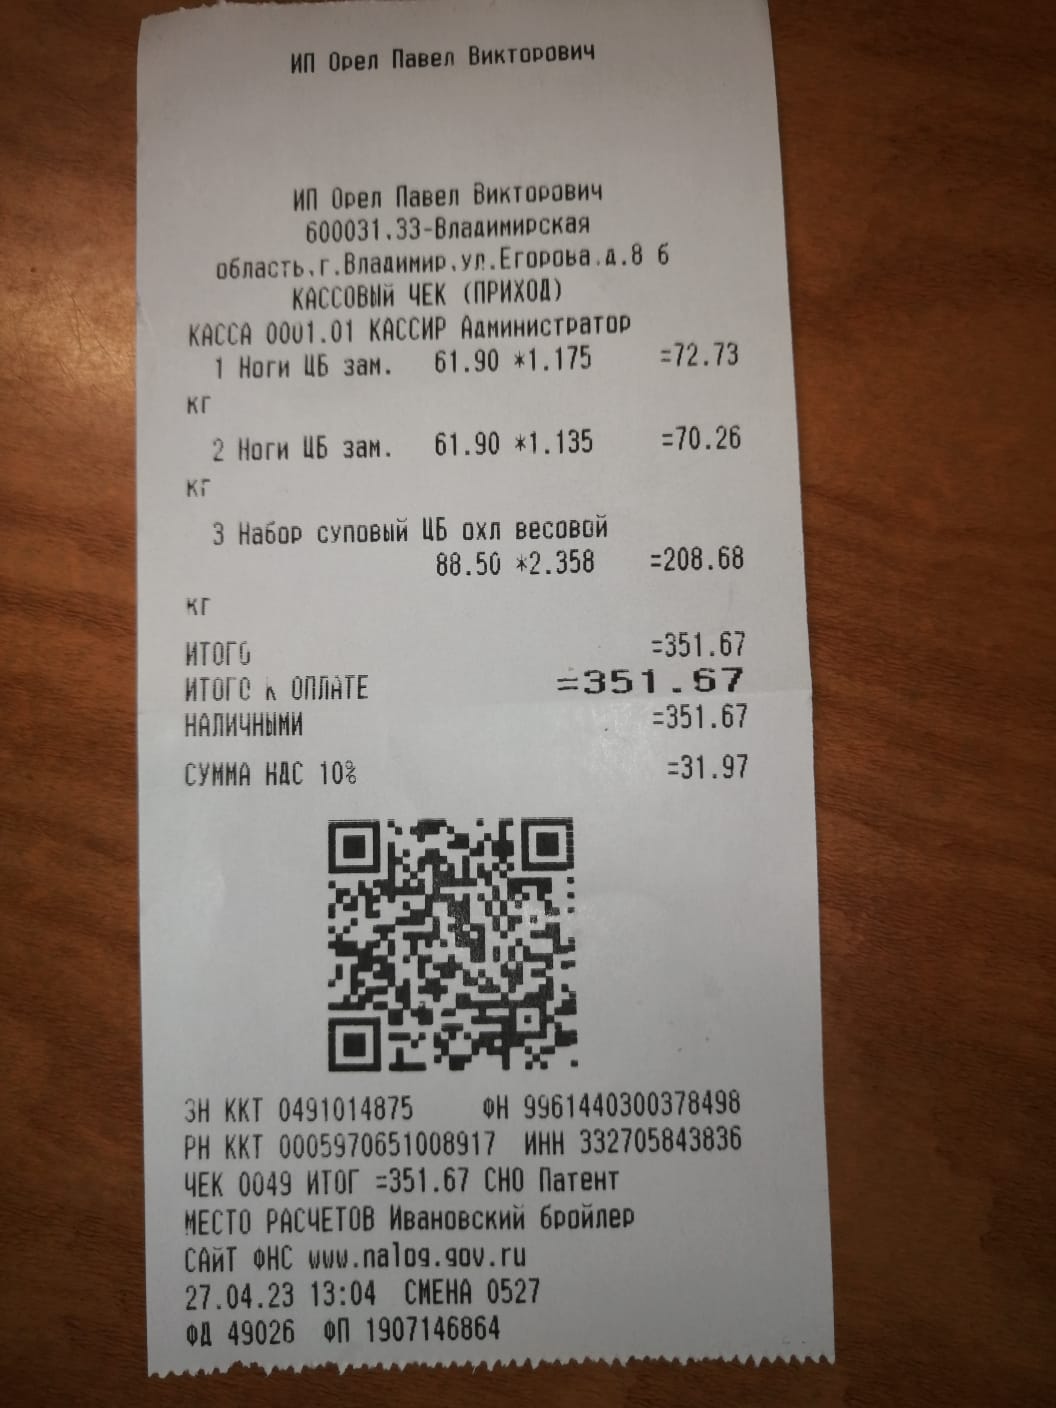 ИП Орел Павел Викторович
ИП Орел Павел Викторович
600031.33-Владимирская
область.г.Владимир.ул.Егорова.д.8 б
КАССОВЫЙ ЧЕК (ПРИХОД)
КАССА 0001.01 КАССИР Администратор
1 Ноги ЦБ зам. 61.90 *1.175 =72.73
кг
2 Ноги ЦБ зам. 61.90 *1.135 =70.26
кг
3 Набор суповый ЦБ охл весовой
88.50 *2.358 =208.68
кг
ИТОГО =351.67
ИТОГО К ОПЛАТЕ =351.67
НАЛИЧНЫМИ =351.67
СУММА НДС 10% =31.97
ЗН ККТ 0491014875 ФН 9961440300378498
РН ККТ 0005970651008917 ИНН 332705843836
ЧЕК 0049 ИТОГ =351.67 СНО Патент
МЕСТО РАСЧЕТОВ Ивановский бройлер
САЙТ ФНС www.nalog.gov.ru
27.04.23 13:04 СМЕНА 0527
ФД 49026 ФП 1907146864